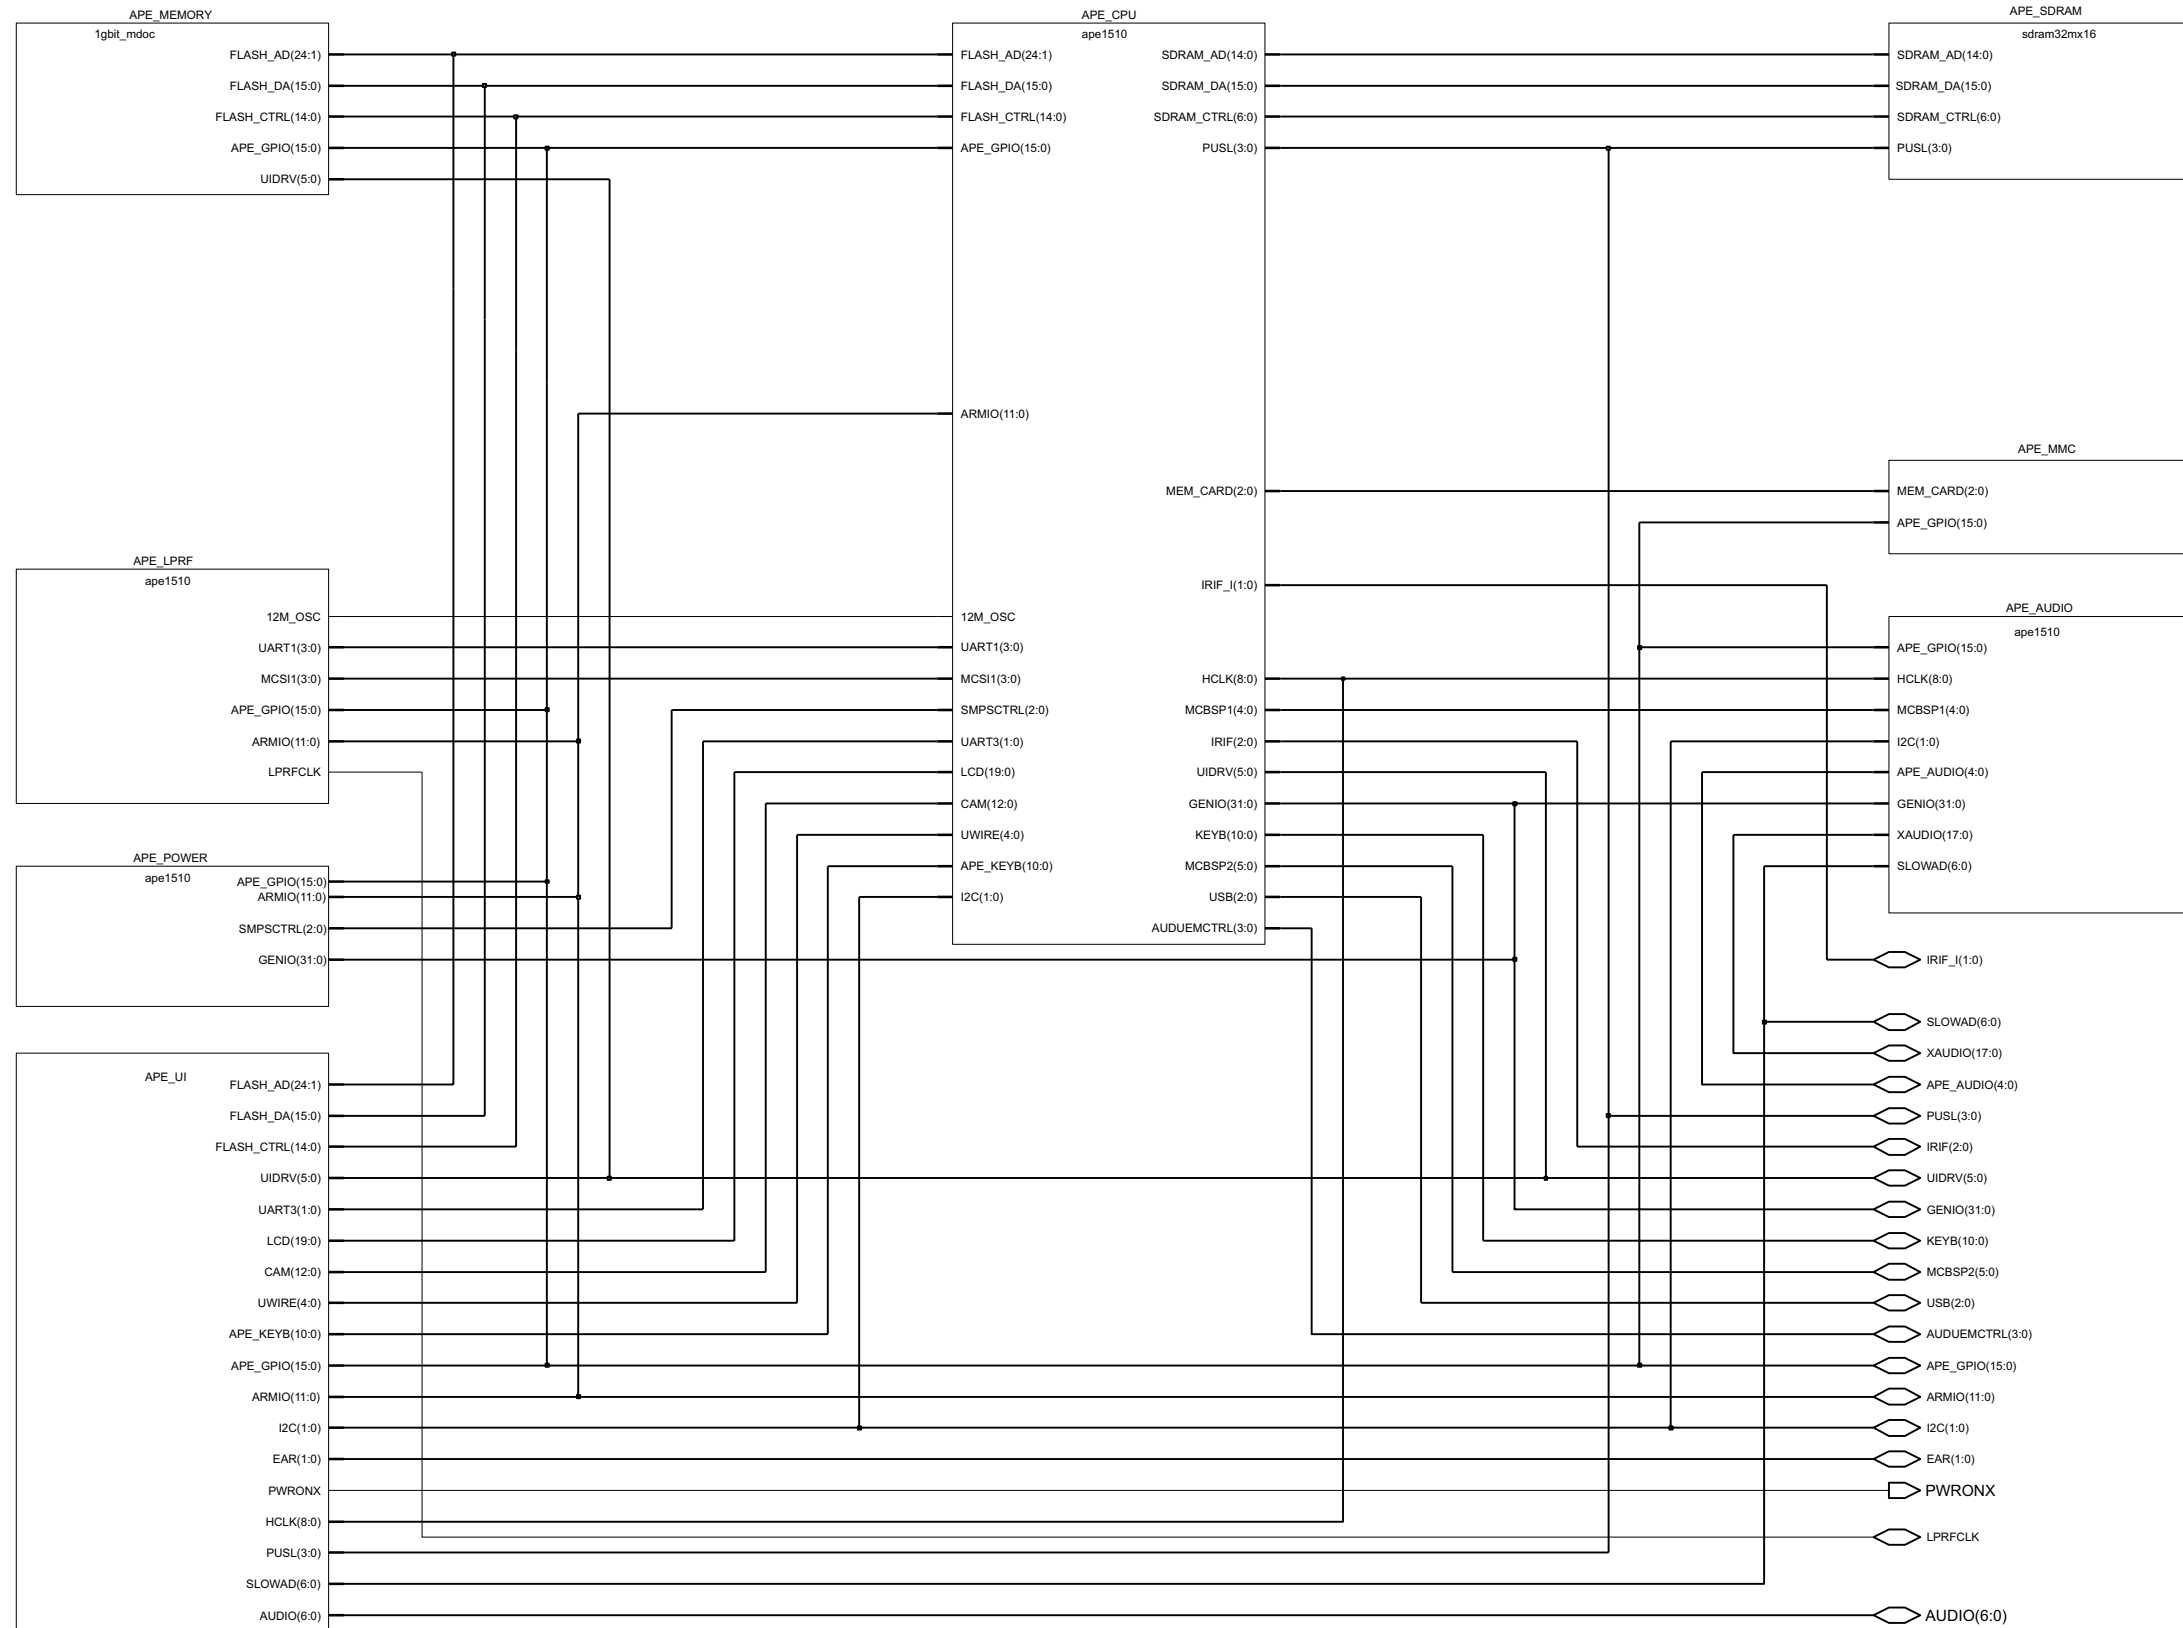 APE_MEMORY
1gbit_mdoc
FLASH_AD(24:1)
FLASH_DA(15:0)
FLASH_CTRL(14:0)
APE_GPIO(15:0)
UIDRV(5:0)
APE_LPRF
ape1510
12M_OSC
UART1(3:0)
MCSI1(3:0)
APE_GPIO(15:0)
ARMIO(11:0)
LPRFCLK
APE_POWER
ape1510
APE_GPIO(15:0)
ARMIO(11:0)
SMPSCTRL(2:0)
GENIO(31:0)
APE_UI
FLASH_AD(24:1)
FLASH_DA(15:0)
FLASH_CTRL(14:0)
UIDRV(5:0)
UART3(1:0)
LCD(19:0)
CAM(12:0)
UWIRE(4:0)
APE_KEYB(10:0)
APE_GPIO(15:0)
ARMIO(11:0)
I2C(1:0)
EAR(1:0)
PWRONX
HCLK(8:0)
PUSL(3:0)
SLOWAD(6:0)
AUDIO(6:0)
APE_CPU
ape1510
FLASH_AD(24:1)
FLASH_DA(15:0)
FLASH_CTRL(14:0)
APE_GPIO(15:0)
ARMIO(11:0)
12M_OSC
UART1(3:0)
MCSI1(3:0)
SMPSCTRL(2:0)
UART3(1:0)
LCD(19:0)
CAM(12:0)
UWIRE(4:0)
APE_KEYB(10:0)
I2C(1:0)
SDRAM_AD(14:0)
SDRAM_DA(15:0)
SDRAM_CTRL(6:0)
PUSL(3:0)
MEM_CARD(2:0)
IRIF_I(1:0)
HCLK(8:0)
MCBSP1(4:0)
IRIF(2:0)
UIDRV(5:0)
GENIO(31:0)
KEYB(10:0)
MCBSP2(5:0)
USB(2:0)
AUDUEMCTRL(3:0)
APE_SDRAM
sdram32mx16
SDRAM_AD(14:0)
SDRAM_DA(15:0)
SDRAM_CTRL(6:0)
PUSL(3:0)
APE_MMC
MEM_CARD(2:0)
APE_GPIO(15:0)
APE_AUDIO
ape1510
APE_GPIO(15:0)
HCLK(8:0)
MCBSP1(4:0)
I2C(1:0)
APE_AUDIO(4:0)
GENIO(31:0)
XAUDIO(17:0)
SLOWAD(6:0)
IRIF_I(1:0)
SLOWAD(6:0)
XAUDIO(17:0)
APE_AUDIO(4:0)
PUSL(3:0)
IRIF(2:0)
UIDRV(5:0)
GENIO(31:0)
KEYB(10:0)
MCBSP2(5:0)
USB(2:0)
AUDUEMCTRL(3:0)
APE_GPIO(15:0)
ARMIO(11:0)
I2C(1:0)
EAR(1:0)
PWRONX
LPRFCLK
AUDIO(6:0)